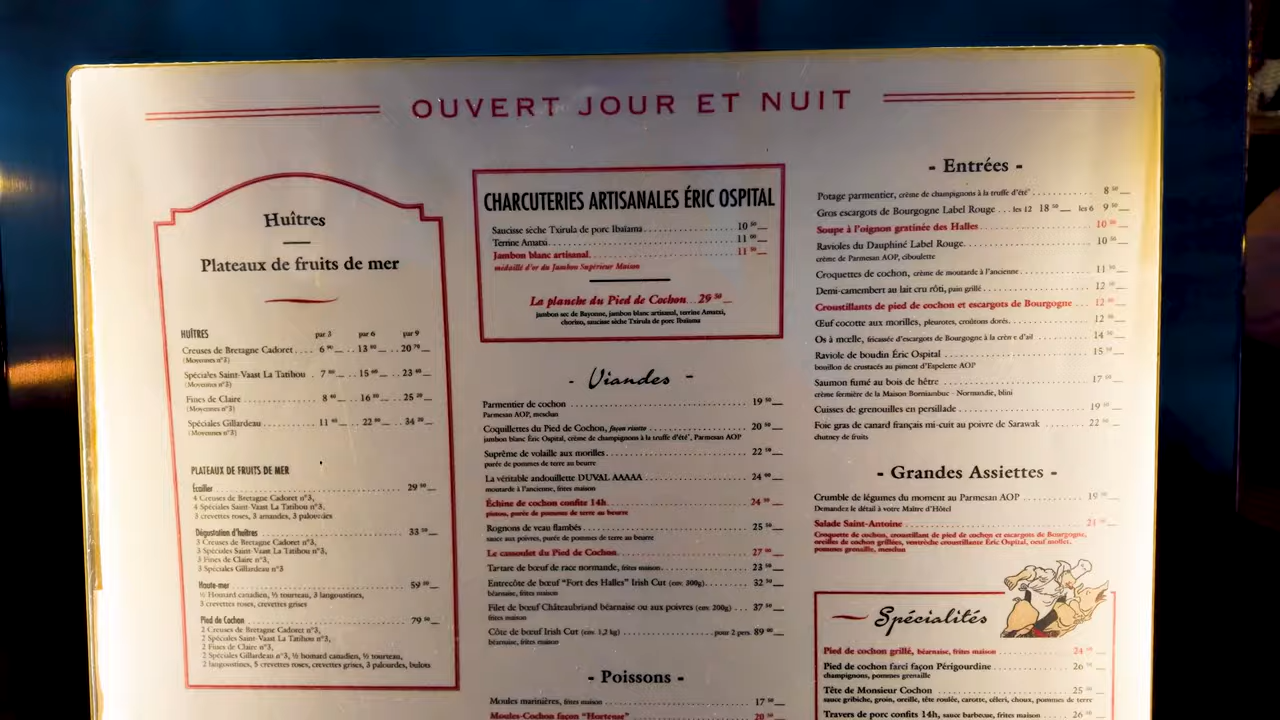 OUVERT JOUR ET NUIT
Huîtres
Plateaux de fruits de mer
HUÎTRES par 3 par 6 par 9
Creuses de Bretagne Cadoret .... 6 90 .. 13 80 .. 20 70
(Moyennes n°3)
Spéciales Saint-Vaast La Tatihou . 7 80 .. 15 60 .. 23 40
(Moyennes n°3)
Fines de Claire 8 40 ... 16 80 ... 25 20
(Moyennes n°3)
Spéciales Gillardeau 11 40 .. 22 80 ... 34 20
(Moyennes n°3)
PLATEAUX DE FRUITS DE MER
Écailler 29 50
4 Creuses de Bretagne Cadoret n°3,
4 Spéciales Saint-Vaast La Tatihou n°3,
3 crevettes roses, 3 amandes, 3 palourdes
Dégustation d'huîtres 33 50
3 Creuses de Bretagne Cadoret n°3,
3 Spéciales Saint-Vaast La Tatihou n°3,
3 Fines de Claire n°3,
3 Spéciales Gillardeau n°3
Haute-mer 59 50
½ Homard canadien, ½ tourteau, 3 langoustines,
3 crevettes roses, crevettes grises
Pied de Cochon 79 50
2 Creuses de Bretagne Cadoret n°3,
2 Spéciales Saint-Vaast La Tatihou n°3,
2 Fines de Claire n°3,
2 Spéciales Gillardeau n°3, ½ homard canadien, ½ tourteau,
2 langoustines, 5 crevettes roses, crevettes grises, 3 palourdes, bulots
CHARCUTERIES ARTISANALES ÉRIC OSPITAL
Saucisse sèche Txirula de porc Ibaïama 10 50
Terrine Amatxi 11 00
Jambon blanc artisanal 11 50
médaillé d'or du Jambon Supérieur Maison
La planche du Pied de Cochon... 29 50
jambon sec de Bayonne, jambon blanc artisanal, terrine Amatxi,
chorizo, saucisse sèche Txirula de porc Ibaïama
- Viandes -
Parmentier de cochon 19 50
Parmesan AOP, mesclun
Coquillettes du Pied de Cochon, façon risotto 20 50
jambon blanc Éric Ospital, crème de champignons à la truffe d'été*, Parmesan AOP
Suprême de volaille aux morilles 22 50
purée de pommes de terre au beurre
La véritable andouillette DUVAL AAAAA 24 00
moutarde à l'ancienne, frites maison
Échine de cochon confite 14h 24 50
pistou, purée de pommes de terre au beurre
Rognons de veau flambés 25 50
sauce aux poivres, purée de pommes de terre au beurre
Le cassoulet du Pied de Cochon 27 00
Tartare de bœuf de race normande, frites maison 23 50
Entrecôte de bœuf "Fort des Halles" Irish Cut (env. 300g) 32 50
béarnaise, frites maison
Filet de bœuf Châteaubriand béarnaise ou aux poivres (env. 200g) ... 37 50
frites maison
Côte de bœuf Irish Cut (env. 1,2 kg) pour 2 pers. 89 00
béarnaise, frites maison
- Poissons -
Moules marinières, frites maison 17 50
Moules-Cochon façon "Hortense" 20 50
- Entrées -
Potage parmentier, crème de champignons à la truffe d'été* 8 50
Gros escargots de Bourgogne Label Rouge ... les 12 18 50 les 6 9 50
Soupe à l'oignon gratinée des Halles 10 50
Ravioles du Dauphiné Label Rouge 10 50
crème de Parmesan AOP, ciboulette
Croquettes de cochon, crème de moutarde à l'ancienne 11 50
Demi-camembert au lait cru rôti, pain grillé 12 00
Croustillants de pied de cochon et escargots de Bourgogne ... 12 00
Œuf cocotte aux morilles, pleurotes, croûtons dorés 12 50
Os à mœlle, fricassée d'escargots de Bourgogne à la crème d'ail 14 50
Raviole de boudin Éric Ospital 15 50
bouillon de crustacés au piment d'Espelette AOP
Saumon fumé au bois de hêtre 17 50
crème fermière de la Maison Borniambuc - Normandie, blini
Cuisses de grenouilles en persillade 19 50
Foie gras de canard français mi-cuit au poivre de Sarawak 22 50
chutney de fruits
- Grandes Assiettes -
Crumble de légumes du moment au Parmesan AOP 19 50
Demandez le détail à votre Maître d'Hôtel
Salade Saint-Antoine 21 50
Croquette de cochon, croustillant de pied de cochon et escargots de Bourgogne,
oreilles de cochon grillées, ventrèche croustillante Éric Ospital, œuf mollet,
pommes grenaille, mesclun
Spécialités
Pied de cochon grillé, béarnaise, frites maison 24 50
Pied de cochon farci façon Périgourdine 26 50
champignons, pommes grenaille
Tête de Monsieur Cochon 25 50
sauce gribiche, groin, oreille, tête roulée, carotte, céleri, choux, pommes de terre
Travers de porc confits 14h, sauce barbecue, frites maison 26 50